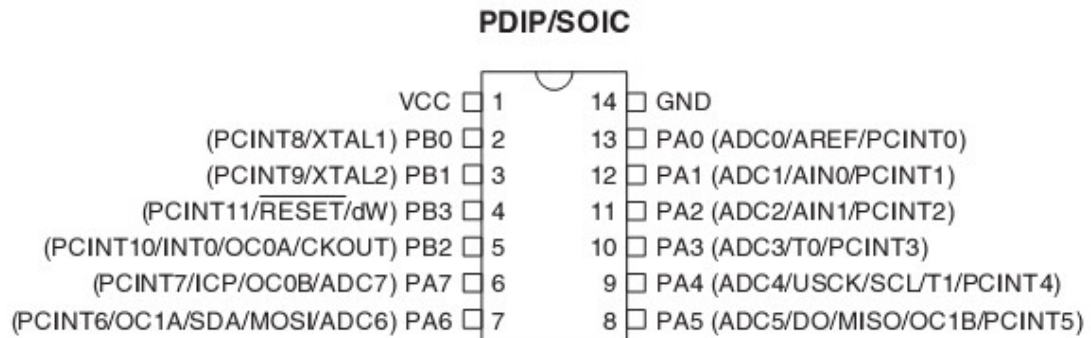 PDIP/SOIC
VCC 1 14 GND
(PCINT8/XTAL1) PB0 2 13 PA0 (ADC0/AREF/PCINT0)
(PCINT9/XTAL2) PB1 3 12 PA1 (ADC1/AIN0/PCINT1)
(PCINT11/RESET/dW) PB3 4 11 PA2 (ADC2/AIN1/PCINT2)
(PCINT10/INT0/OC0A/CKOUT) PB2 5 10 PA3 (ADC3/T0/PCINT3)
(PCINT7/ICP/OC0B/ADC7) PA7 6 9 PA4 (ADC4/USCK/SCL/T1/PCINT4)
(PCINT6/OC1A/SDA/MOSI/ADC6) PA6 7 8 PA5 (ADC5/DO/MISO/OC1B/PCINT5)